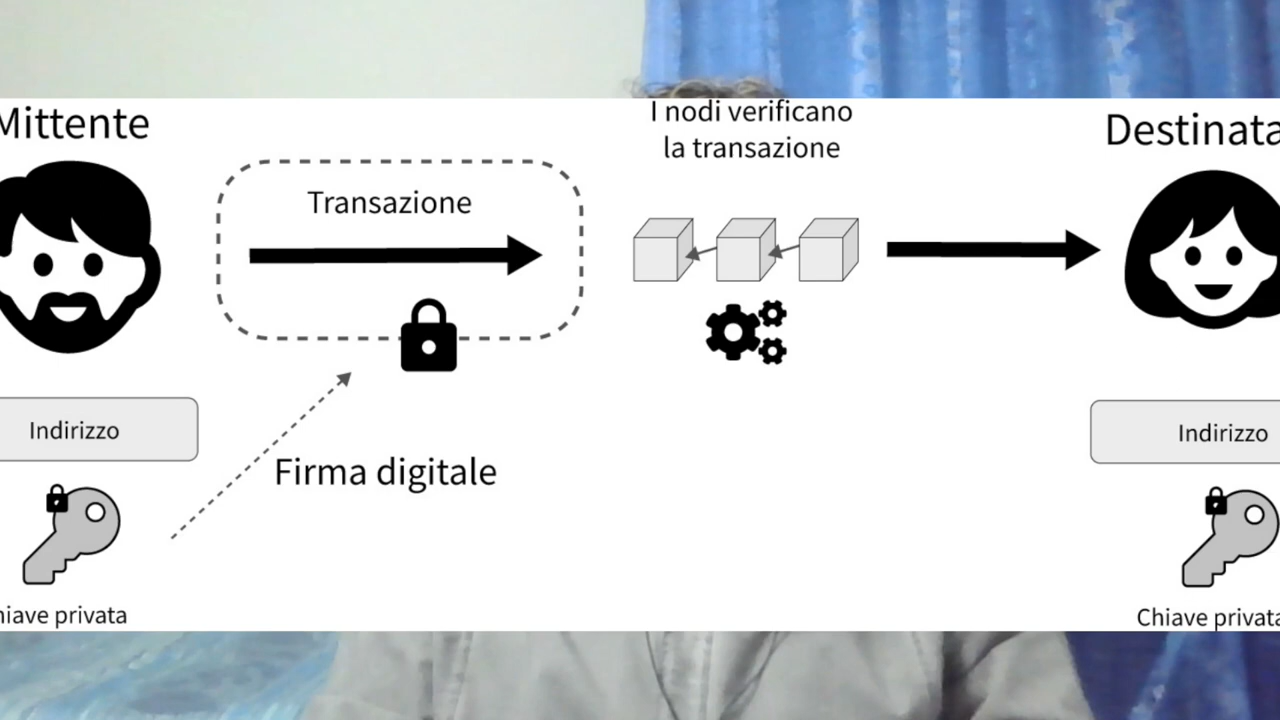 Mittente
I nodi verificano
la transazione
Destinata
Transazione
Indirizzo
Indirizzo
Firma digitale
hiave privata
Chiave privata